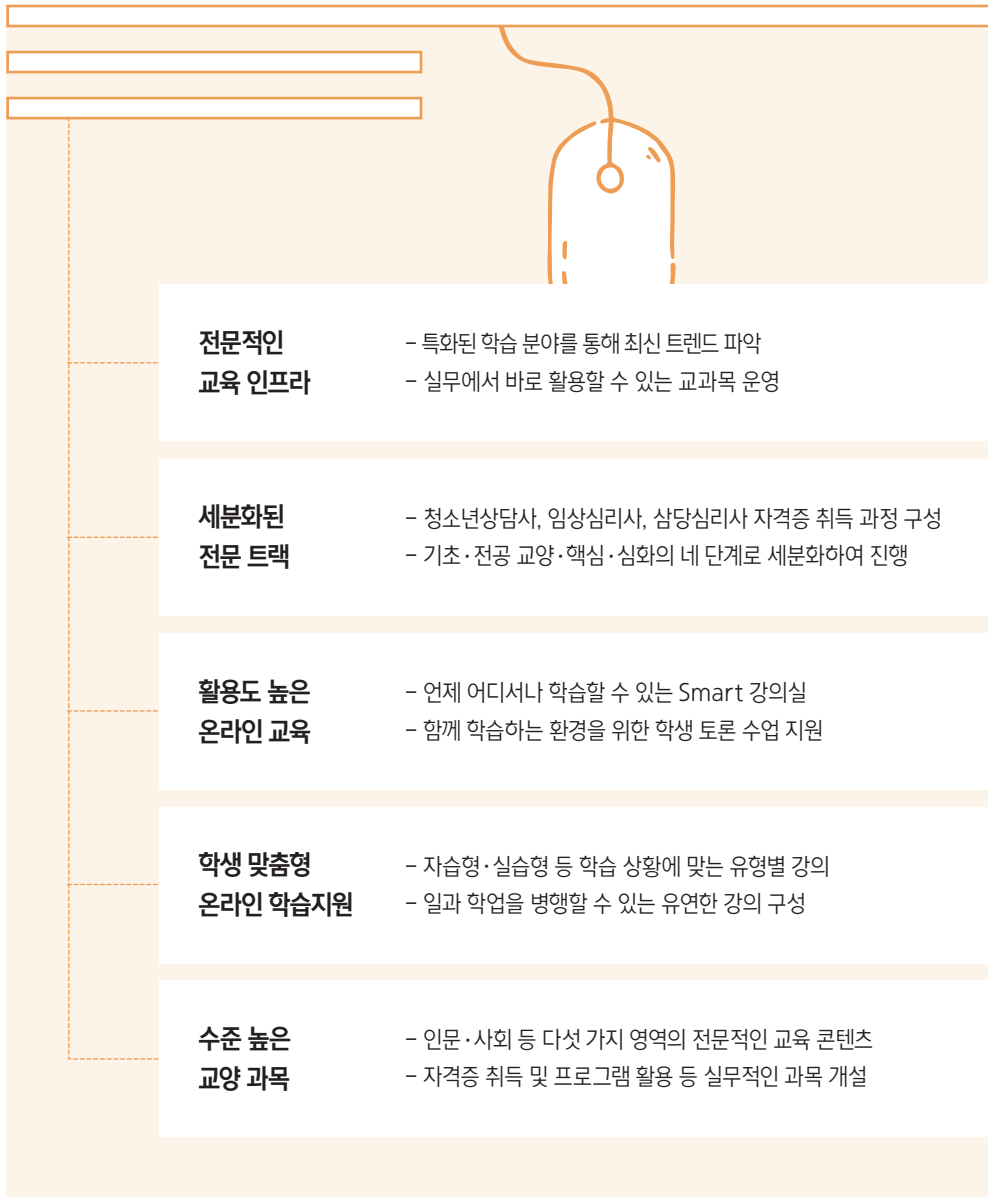 전문적인
교육 인프라
– 특화된 학습 분야를 통해 최신 트렌드 파악
– 실무에서 바로 활용할 수 있는 교과목 운영
세분화된
전문 트랙
– 청소년상담사, 임상심리사, 삼당심리사 자격증 취득 과정 구성
– 기초·전공 교양·핵심·심화의 네 단계로 세분화하여 진행
활용도 높은
온라인 교육
– 언제 어디서나 학습할 수 있는 Smart 강의실
– 함께 학습하는 환경을 위한 학생 토론 수업 지원
학생 맞춤형
온라인 학습지원
– 자습형·실습형 등 학습 상황에 맞는 유형별 강의
– 일과 학업을 병행할 수 있는 유연한 강의 구성
수준 높은
교양 과목
– 인문·사회 등 다섯 가지 영역의 전문적인 교육 콘텐츠
– 자격증 취득 및 프로그램 활용 등 실무적인 과목 개설